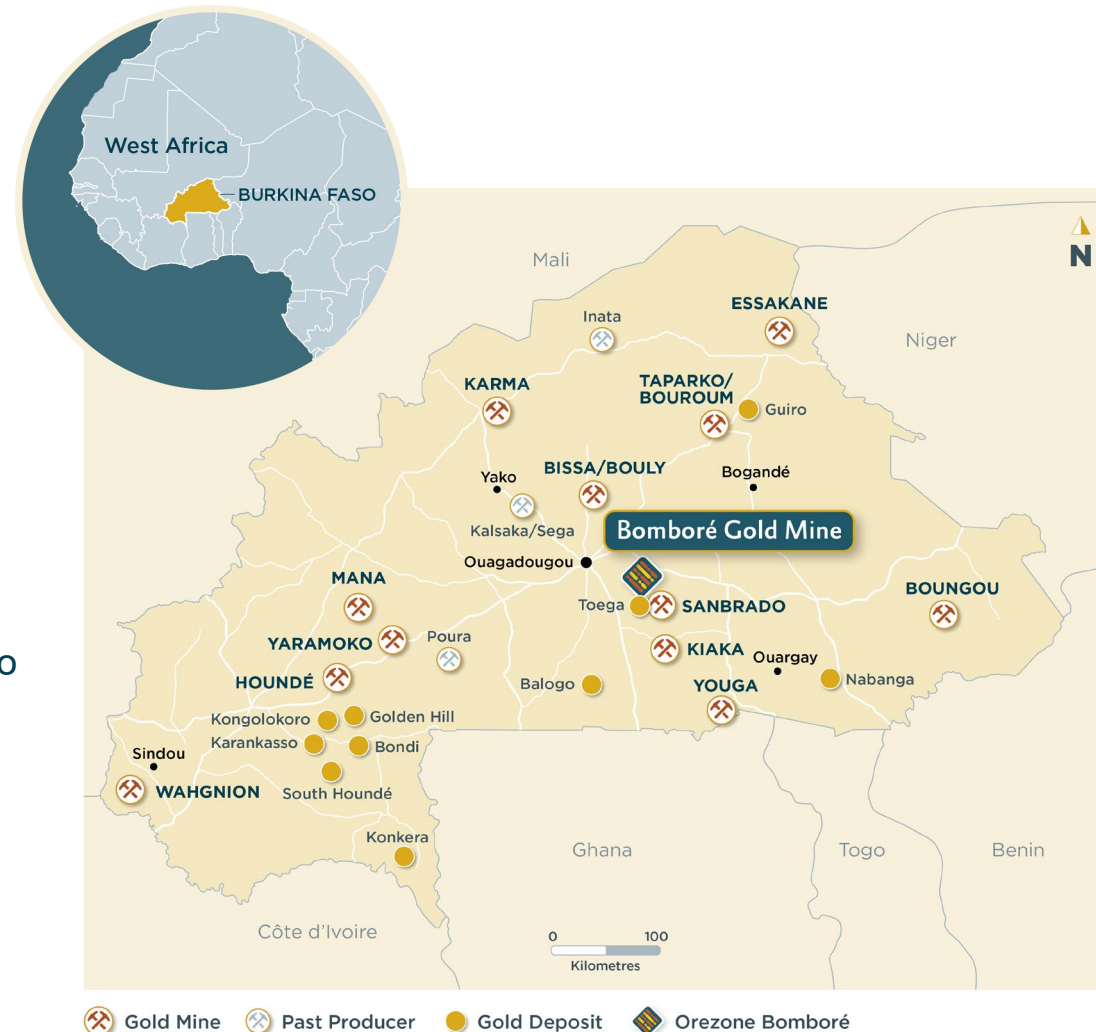 West Africa
BURKINA FASO
N
Mali
ESSAKANE
Inata
Niger
KARMA
TAPARKO/
BOUROUM
Guiro
BISSA/BOULY
Bogandé
Yako
Kalsaka/Sega
Bomboré Gold Mine
Ouagadougou
MANA
BOUNGOU
Toega
SANBRADO
YARAMOKO
Poura
KIAKA
Ouargay
O
HOUNDÉ
Balogo
YOUGA
Nabanga
Kongolokoro
Golden Hill
Karankasso
Bondi
Sindou
WAHGNION
South Houndé
Konkera
Ghana
Togo
Benin
Côte d'Ivoire
0 100
Kilometres
Gold Mine Past Producer Gold Deposit Orezone Bomboré